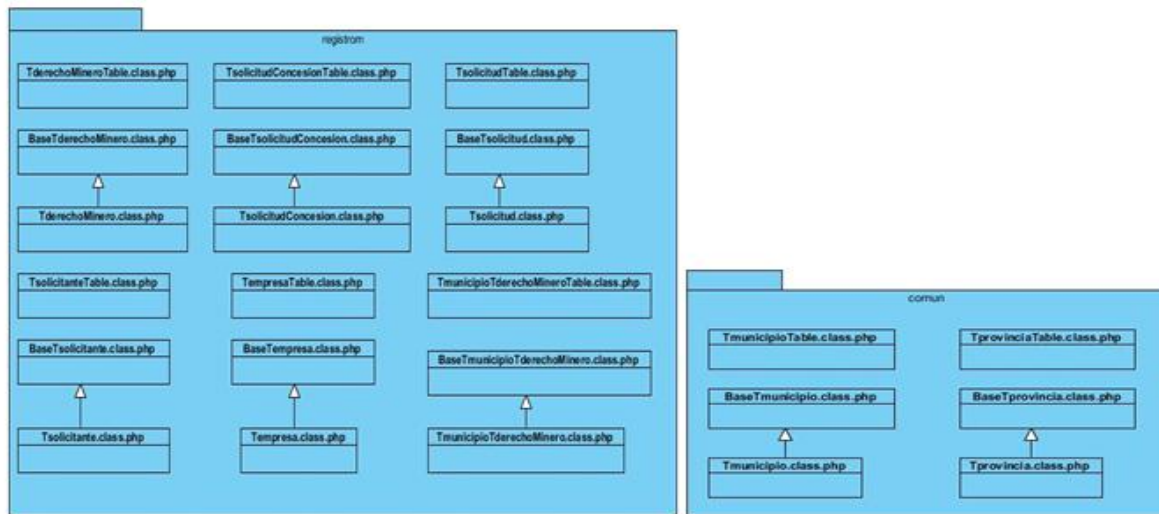 registrom
TderechoMineroTable.class.php
TsolicitudConcesionTable.class.php
TsolicitudTable.class.php
BaseTderechoMinero.class.php
BaseTsolicitudConcesion.class.php
BaseTsolicitud.class.php
TderechoMinero.class.php
TsolicitudConcesion.class.php
Tsolicitud.class.php
TsolicitanteTable.class.php
TempresaTable.class.php
TmunicipioTderechoMineroTable.class.php
BaseTsolicitante.class.php
BaseTempresa.class.php
BaseTmunicipioTderechoMinero.class.php
Tsolicitante.class.php
Tempresa.class.php
TmunicipioTderechoMinero.class.php
comun
TmunicipioTable.class.php
TprovinciaTable.class.php
BaseTmunicipio.class.php
BaseTprovincia.class.php
Tmunicipio.class.php
Tprovincia.class.php